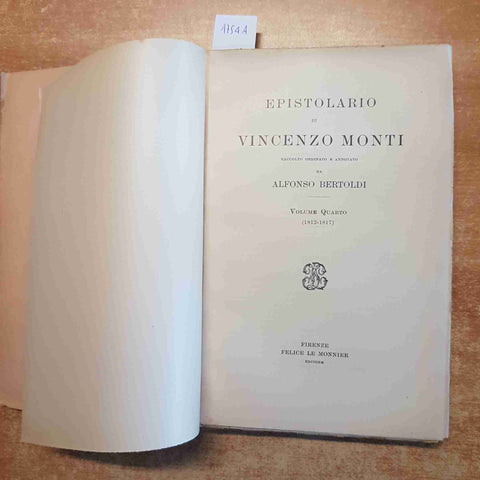 1754A
EPISTOLARIO
DI
VINCENZO MONTI
RACCOLTO ORDINATO E ANNOTATO
DA
ALFONSO BERTOLDI
VOLUME QUARTO
(1812-1817)
FIRENZE
FELICE LE MONNIER
EDITORE